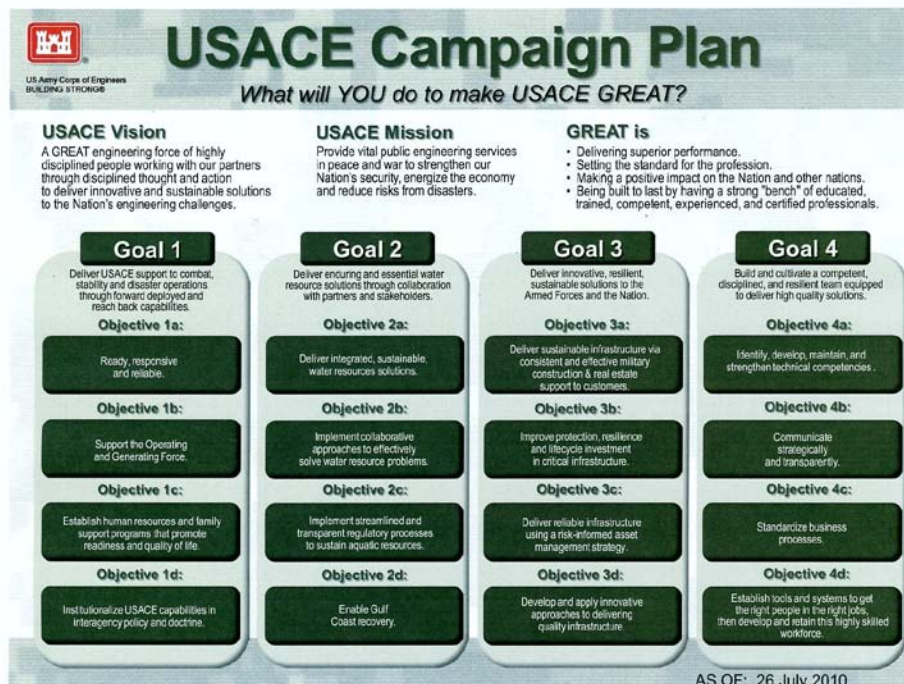 US Army Corps of Engineers
BUILDING STRONG®
USACE Campaign Plan
What will YOU do to make USACE GREAT?
USACE Vision
A GREAT engineering force of highly
disciplined people working with our partners
through disciplined thought and action
to deliver innovative and sustainable solutions
to the Nation's engineering challenges.
USACE Mission
Provide vital public engineering services
in peace and war to strengthen our
Nation's security, energize the economy
and reduce risks from disasters.
GREAT is
• Delivering superior performance.
• Setting the standard for the profession.
• Making a positive impact on the Nation and other nations.
• Being built to last by having a strong "bench" of educated,
trained, competent, experienced, and certified professionals.
Goal 1
Deliver USACE support to combat,
stability and disaster operations
through forward deployed and
reach back capabilities.
Objective 1a:
Ready, responsive
and reliable.
Objective 1b:
Support the Operating
and Generating Force.
Objective 1c:
Establish human resources and family
support programs that promote
readiness and quality of life.
Objective 1d:
Institutionalize USACE capabilities in
interagency policy and doctrine.
Goal 2
Deliver enduring and essential water
resource solutions through collaboration
with partners and stakeholders.
Objective 2a:
Deliver integrated, sustainable,
water resources solutions.
Objective 2b:
Implement collaborative
approaches to effectively
solve water resource problems.
Objective 2c:
Implement streamlined and
transparent regulatory processes
to sustain aquatic resources.
Objective 2d:
Enable Gulf
Coast recovery.
Goal 3
Deliver innovative, resilient,
sustainable solutions to the
Armed Forces and the Nation.
Objective 3a:
Deliver sustainable infrastructure via
consistent and effective military
construction & real estate
support to customers.
Objective 3b:
Improve protection, resilience
and lifecycle investment
in critical infrastructure.
Objective 3c:
Deliver reliable infrastructure
using a risk-informed asset
management strategy.
Objective 3d:
Develop and apply innovative
approaches to delivering
quality infrastructure.
Goal 4
Build and cultivate a competent,
disciplined, and resilient team equipped
to deliver high quality solutions.
Objective 4a:
Identify, develop, maintain, and
strengthen technical competencies.
Objective 4b:
Communicate
strategically
and transparently.
Objective 4c:
Standardize business
processes.
Objective 4d:
Establish tools and systems to get
the right people in the right jobs,
then develop and retain this highly skilled
workforce.
AS OF: 26 July 2010